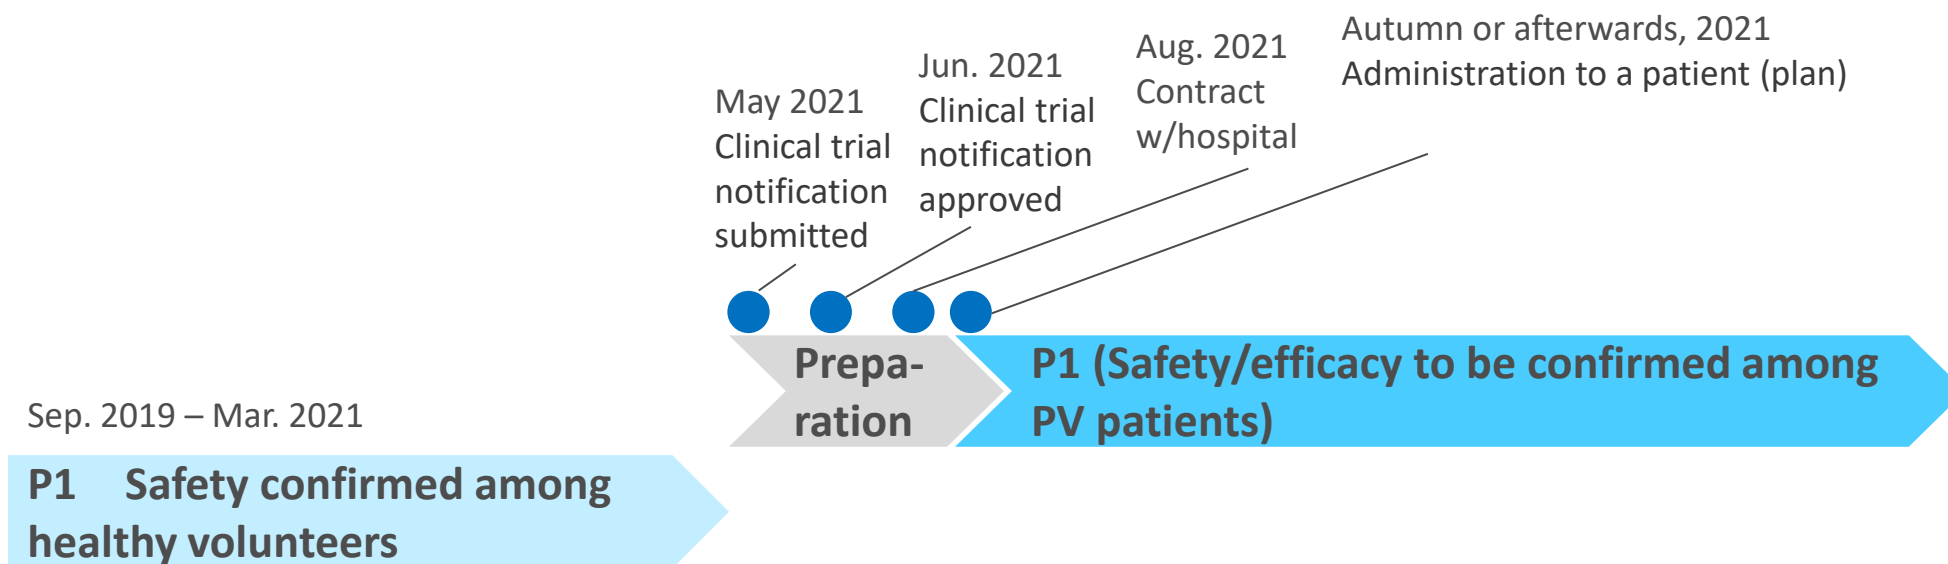 May 2021
Clinical trial
notification
submitted
Jun. 2021
Clinical trial
notification
approved
Aug. 2021
Contract
w/hospital
Autumn or afterwards, 2021
Administration to a patient (plan)
Prepa-
ration
P1 (Safety/efficacy to be confirmed among
PV patients)
Sep. 2019 – Mar. 2021
P1 Safety confirmed among
healthy volunteers